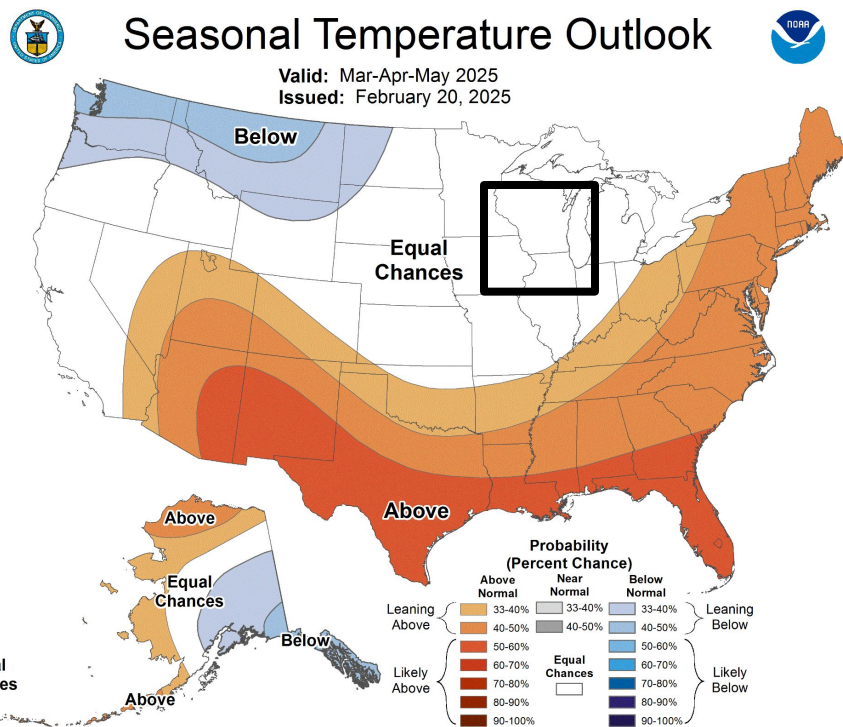 Seasonal Temperature Outlook
NOAA
Valid: Mar-Apr-May 2025
Issued: February 20, 2025
Below
Equal
Chances
Above
Above
Equal
Chances
Below
Above
Probability
(Percent Chance)
Above
Normal
Near
Normal
Below
Normal
Leaning
Above
33-40%
33-40%
33-40%
Leaning
Below
40-50%
40-50%
40-50%
Likely
Above
50-60%
60-70%
70-80%
80-90%
90-100%
Equal
Chances
50-60%
60-70%
70-80%
80-90%
90-100%
Likely
Below